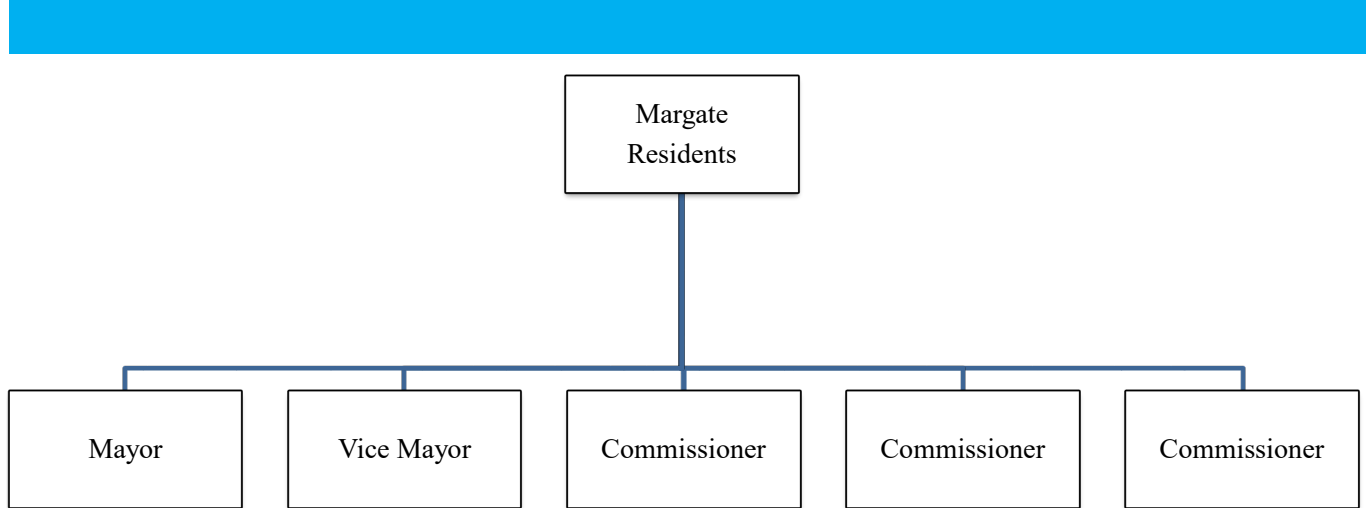 Margate
Residents
Mayor
Vice Mayor
Commissioner
Commissioner
Commissioner